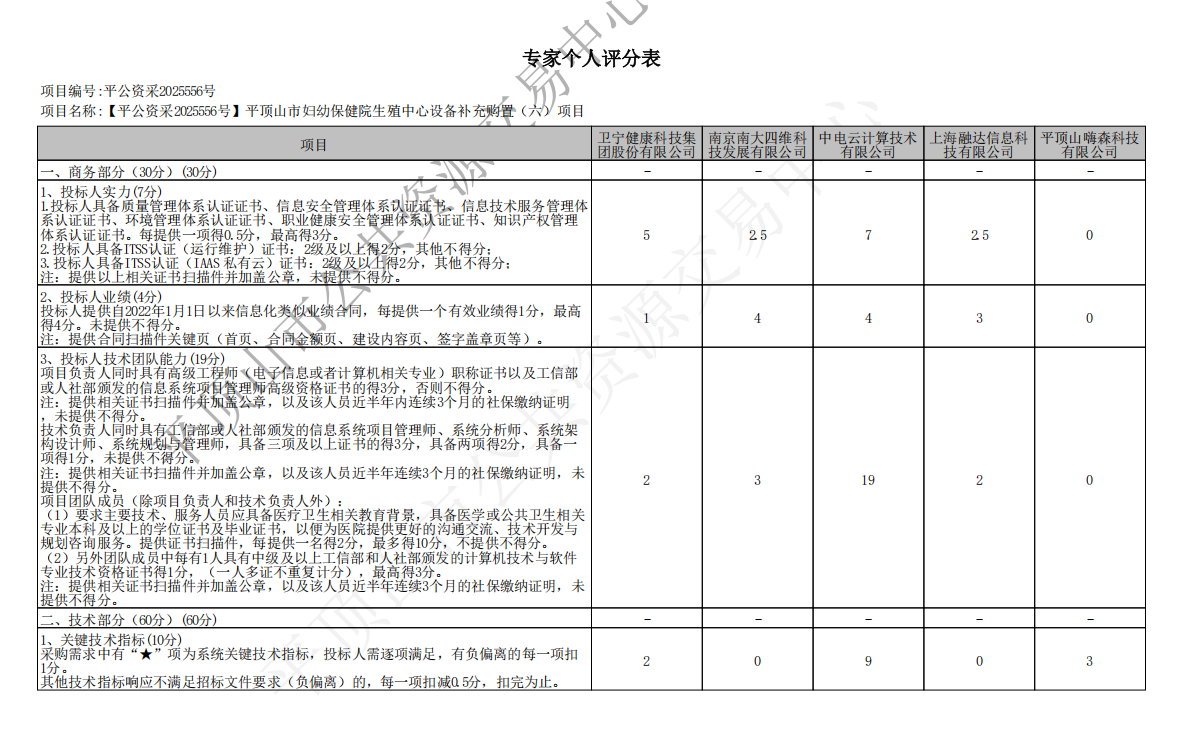 专家个人评分表
项目编号:平公资采2025556号
项目名称:【平公资采2025556号】平顶山市妇幼保健院生殖中心设备补充购置（六）项目
项目
卫宁健康科技集
团股份有限公司
南京南大四维科
技发展有限公司
中电云计算技术
有限公司
上海融达信息科
技有限公司
平顶山嗨森科技
有限公司
一、商务部分（30分）(30分)
-
-
-
-
-
1、投标人实力(7分)
1.投标人具备质量管理体系认证证书、信息安全管理体系认证证书、信息技术服务管理体
系认证证书、环境管理体系认证证书、职业健康安全管理体系认证证书、知识产权管理
体系认证证书。每提供一项得0.5分，最高得3分。
2.投标人具备ITSS认证（运行维护）证书：2级及以上得2分，其他不得分；
3.投标人具备ITSS认证（IAAS 私有云）证书：2级及以上得2分，其他不得分；
注：提供以上相关证书扫描件并加盖公章，未提供不得分。
5
2.5
7
2.5
0
2、投标人业绩(4分)
投标人提供自2022年1月1日以来信息化类似业绩合同，每提供一个有效业绩得1分，最高
得4分。未提供不得分。
注：提供合同扫描件关键页（首页、合同金额页、建设内容页、签字盖章页等）。
1
4
4
3
0
3、投标人技术团队能力(19分)
项目负责人同时具有高级工程师（电子信息或者计算机相关专业）职称证书以及工信部
或人社部颁发的信息系统项目管理师高级资格证书的得3分，否则不得分。
注：提供相关证书扫描件并加盖公章，以及该人员近半年内连续3个月的社保缴纳证明
，未提供不得分。
技术负责人同时具有工信部或人社部颁发的信息系统项目管理师、系统分析师、系统架
构设计师、系统规划与管理师，具备三项及以上证书的得3分，具备两项得2分，具备一
项得1分，未提供不得分。
注：提供相关证书扫描件并加盖公章，以及该人员近半年连续3个月的社保缴纳证明，未
提供不得分。
项目团队成员（除项目负责人和技术负责人外）：
（1）要求主要技术、服务人员应具备医疗卫生相关教育背景，具备医学或公共卫生相关
专业本科及以上的学位证书及毕业证书，以便为医院提供更好的沟通交流、技术开发与
规划咨询服务。提供证书扫描件，每提供一名得2分，最多得10分，不提供不得分。
（2）另外团队成员中每有1人具有中级及以上工信部和人社部颁发的计算机技术与软件
专业技术资格证书得1分，（一人多证不重复计分），最高得3分。
注：提供相关证书扫描件并加盖公章，以及该人员近半年连续3个月的社保缴纳证明，未
提供不得分。
2
3
19
2
0
二、技术部分（60分）(60分)
-
-
-
-
-
1、关键技术指标(10分)
采购需求中有“★”项为系统关键技术指标，投标人需逐项满足，有负偏离的每一项扣
1分。
其他技术指标响应不满足招标文件要求（负偏离）的，每一项扣减0.5分，扣完为止。
2
0
9
0
3
平顶山市公共资源交易中心
平顶山市公共资源交易中心